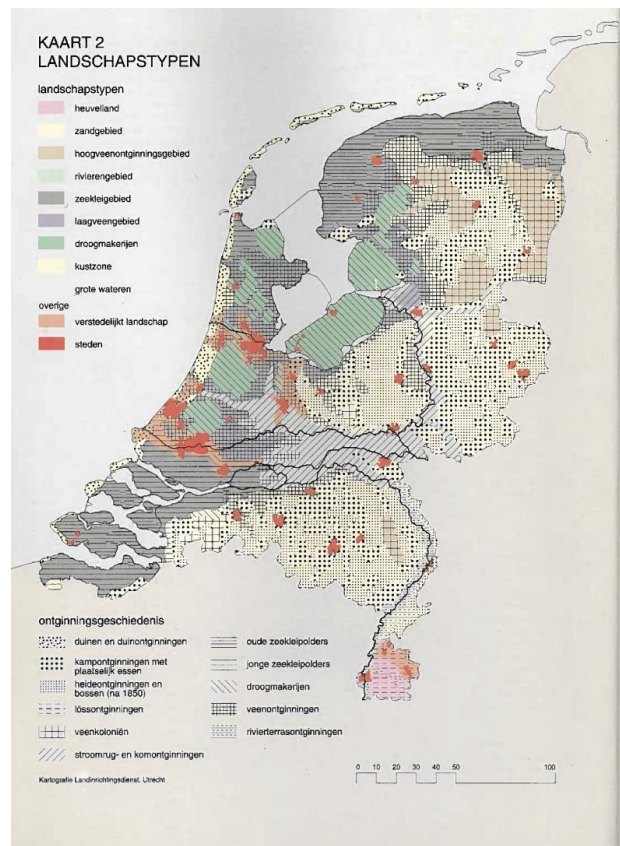 KAART 2
LANDSCHAPSTYPEN
landschapstypen
heuvelland
zandgebied
hoogveenontginningsgebied
rivierengebied
zeekleigebied
laagveengebied
droogmakerijen
kustzone
grote wateren
overige
verstedelijkt landschap
steden
ontginningsgeschiedenis
duinen en duinontginningen
kampontginningen met
plaatselijk essen
heideontginningen en
bossen (na 1850)
lössontginningen
veenkoloniën
stroomrug- en komontginningen
oude zeekleipolders
jonge zeekleipolders
droogmakerijen
veenontginningen
rivierterrasontginningen
Kartografie Landinrichtingsdienst, Utrecht
0 10 20 30 40 50 100